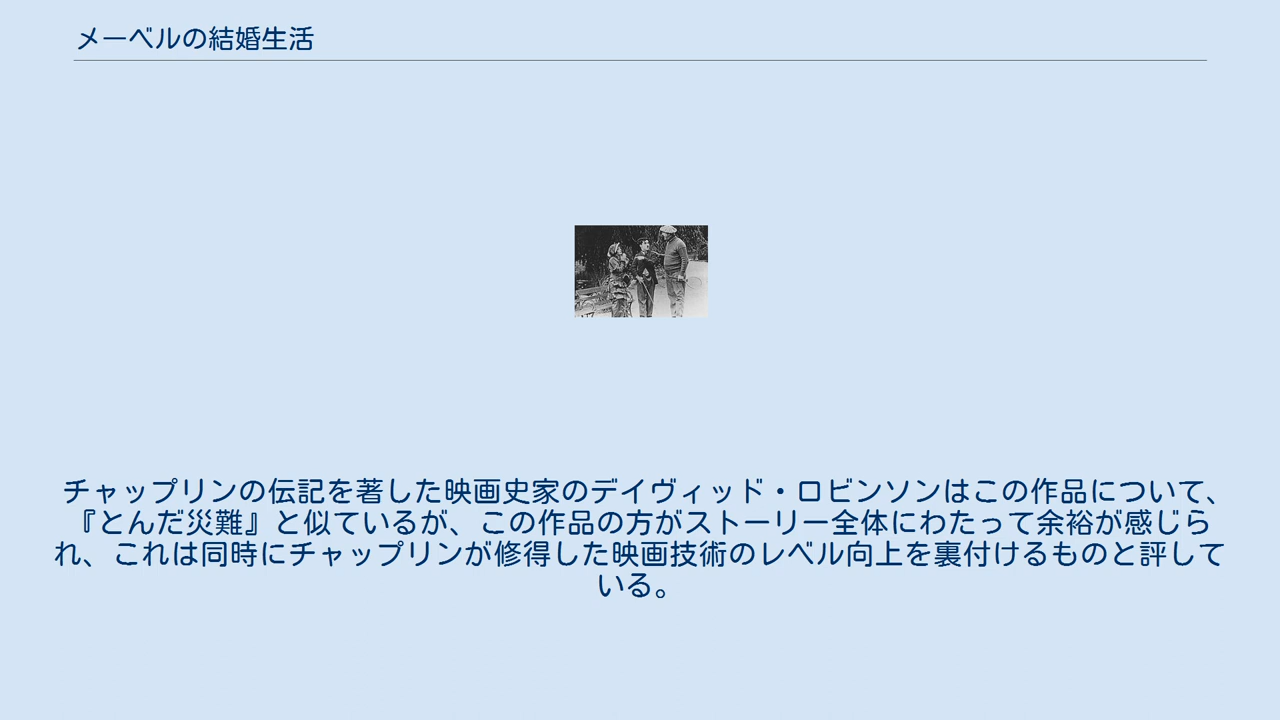 メーベルの結婚生活
チャップリンの伝記を著した映画史家のデイヴィッド・ロビンソンはこの作品について、
『とんだ災難』と似ているが、この作品の方がストーリー全体にわたって余裕が感じら
れ、これは同時にチャップリンが修得した映画技術のレベル向上を裏付けるものと評して
いる。